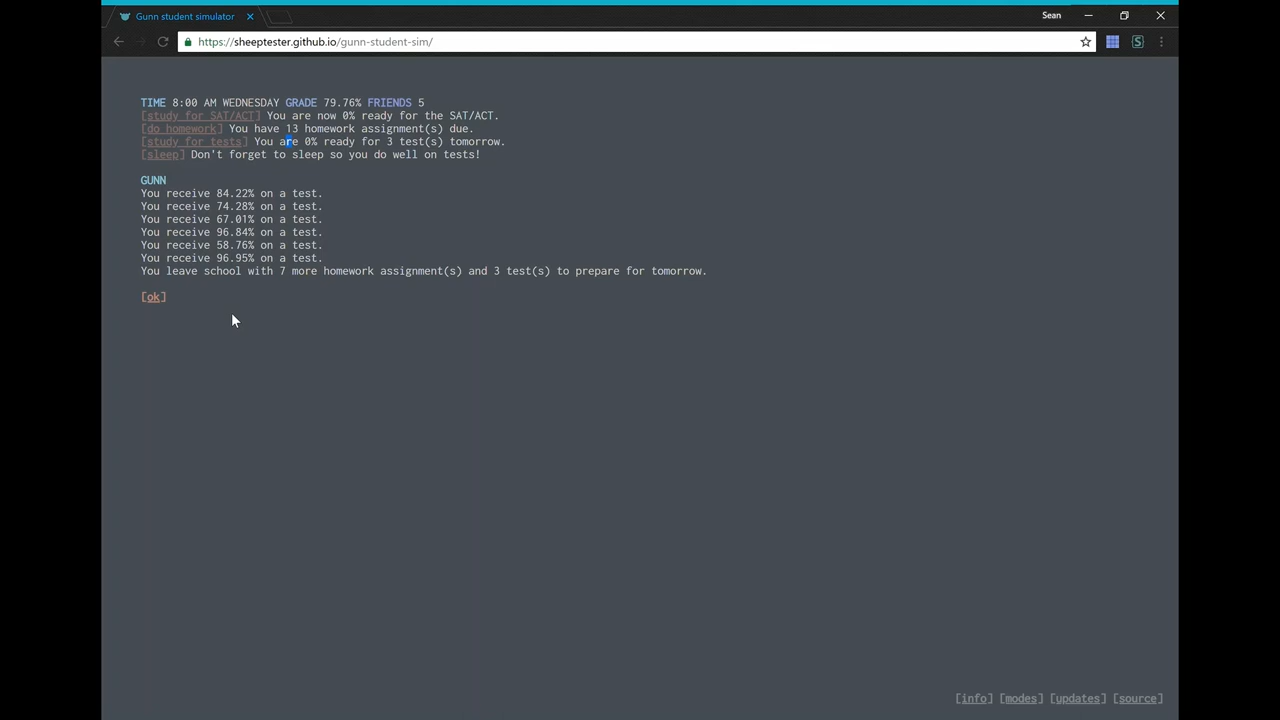 Gunn student simulator
Sean
https://sheeptester.github.io/gunn-student-sim/
TIME 8:00 AM WEDNESDAY GRADE 79.76% FRIENDS 5
[study for SAT/ACT] You are now 0% ready for the SAT/ACT.
[do homework] You have 13 homework assignment(s) due.
[study for tests] You are 0% ready for 3 test(s) tomorrow.
[sleep] Don't forget to sleep so you do well on tests!
GUNN
You receive 84.22% on a test.
You receive 74.28% on a test.
You receive 67.01% on a test.
You receive 96.84% on a test.
You receive 58.76% on a test.
You receive 96.95% on a test.
You leave school with 7 more homework assignment(s) and 3 test(s) to prepare for tomorrow.
[ok]
[info] [modes] [updates] [source]